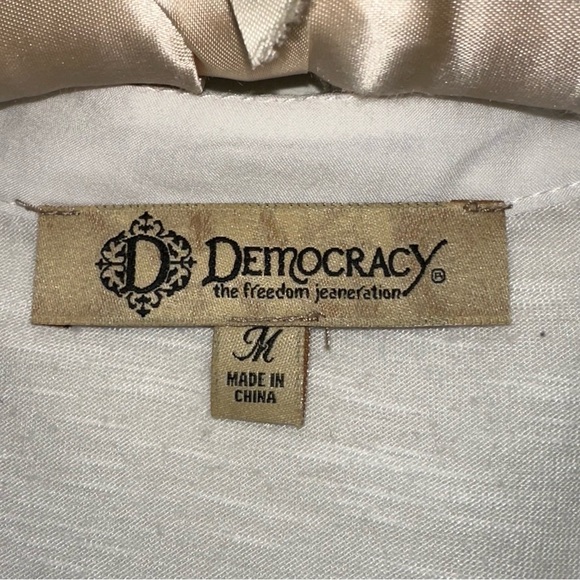 D DEMOCRACY®
the freedom jeaneration
M
MADE IN
CHINA